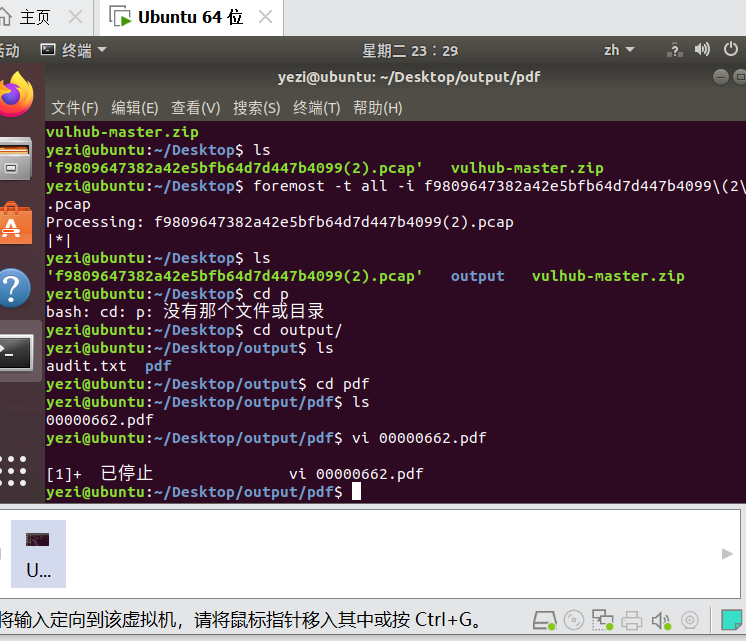 主页 Ubuntu 64 位
活动 终端 星期二 23：29 zh
yezi@ubuntu: ~/Desktop/output/pdf
文件(F) 编辑(E) 查看(V) 搜索(S) 终端(T) 帮助(H)
vulhub-master.zip
yezi@ubuntu:~/Desktop$ ls
'f9809647382a42e5bfb64d7d447b4099(2).pcap' vulhub-master.zip
yezi@ubuntu:~/Desktop$ foremost -t all -i f9809647382a42e5bfb64d7d447b4099\(2\
.pcap
Processing: f9809647382a42e5bfb64d7d447b4099(2).pcap
|*|
yezi@ubuntu:~/Desktop$ ls
'f9809647382a42e5bfb64d7d447b4099(2).pcap' output vulhub-master.zip
yezi@ubuntu:~/Desktop$ cd p
bash: cd: p: 没有那个文件或目录
yezi@ubuntu:~/Desktop$ cd output/
yezi@ubuntu:~/Desktop/output$ ls
audit.txt pdf
yezi@ubuntu:~/Desktop/output$ cd pdf
yezi@ubuntu:~/Desktop/output/pdf$ ls
00000662.pdf
yezi@ubuntu:~/Desktop/output/pdf$ vi 00000662.pdf
[1]+ 已停止 vi 00000662.pdf
yezi@ubuntu:~/Desktop/output/pdf$
U...
将输入定向到该虚拟机，请将鼠标指针移入其中或按 Ctrl+G。